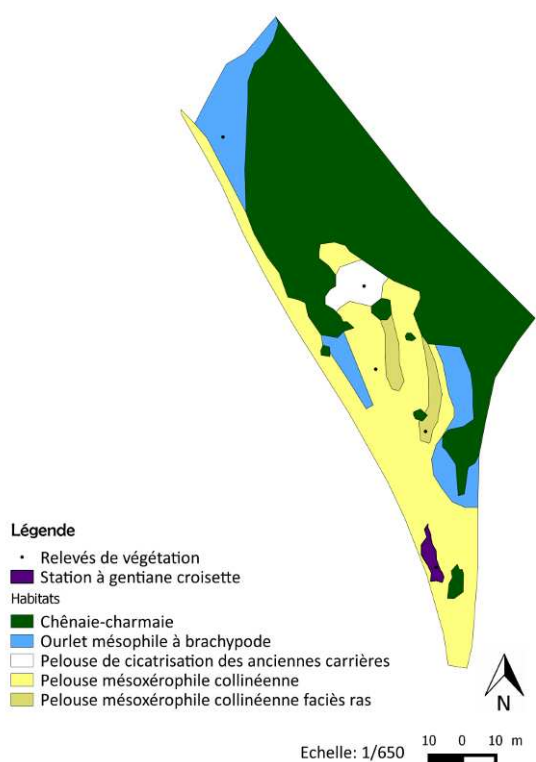 Légende
Relevés de végétation
Station à gentiane croisette
Habitats
Chênaie-charmaie
Ourlet mésophile à brachypode
Pelouse de cicatrisation des anciennes carrières
Pelouse mésoxérophile collinéenne
Pelouse mésoxérophile collinéenne faciès ras
N
Echelle: 1/650
10 0 10 m